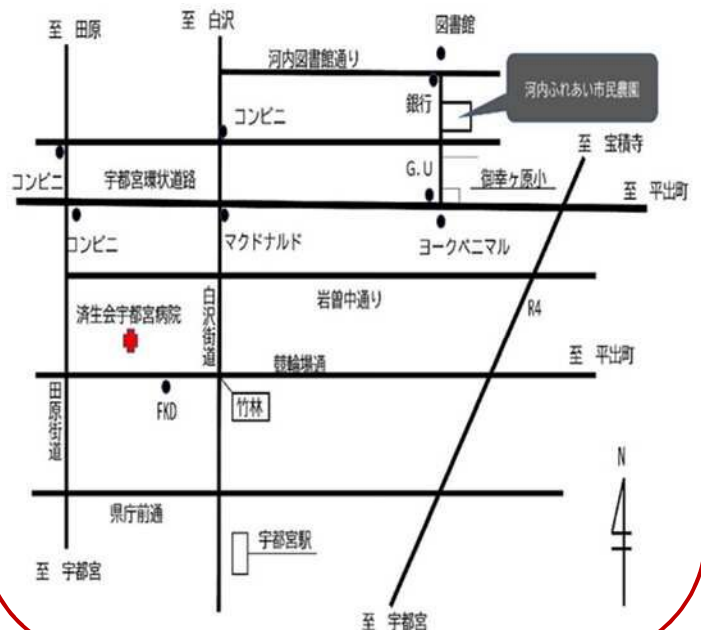 至 田原
至 白沢
図書館
河内図書館通り
銀行
河内ふれあい市民農園
コンビニ
至 宝積寺
コンビニ
宇都宮環状道路
G.U
御幸ヶ原小
至 平出町
コンビニ
マクドナルド
ヨークベニマル
済生会宇都宮病院
白沢街道
岩曽中通り
R4
競輪場通
至 平出町
田原街道
FKD
竹林
N
県庁前通
宇都宮駅
至 宇都宮
至 宇都宮